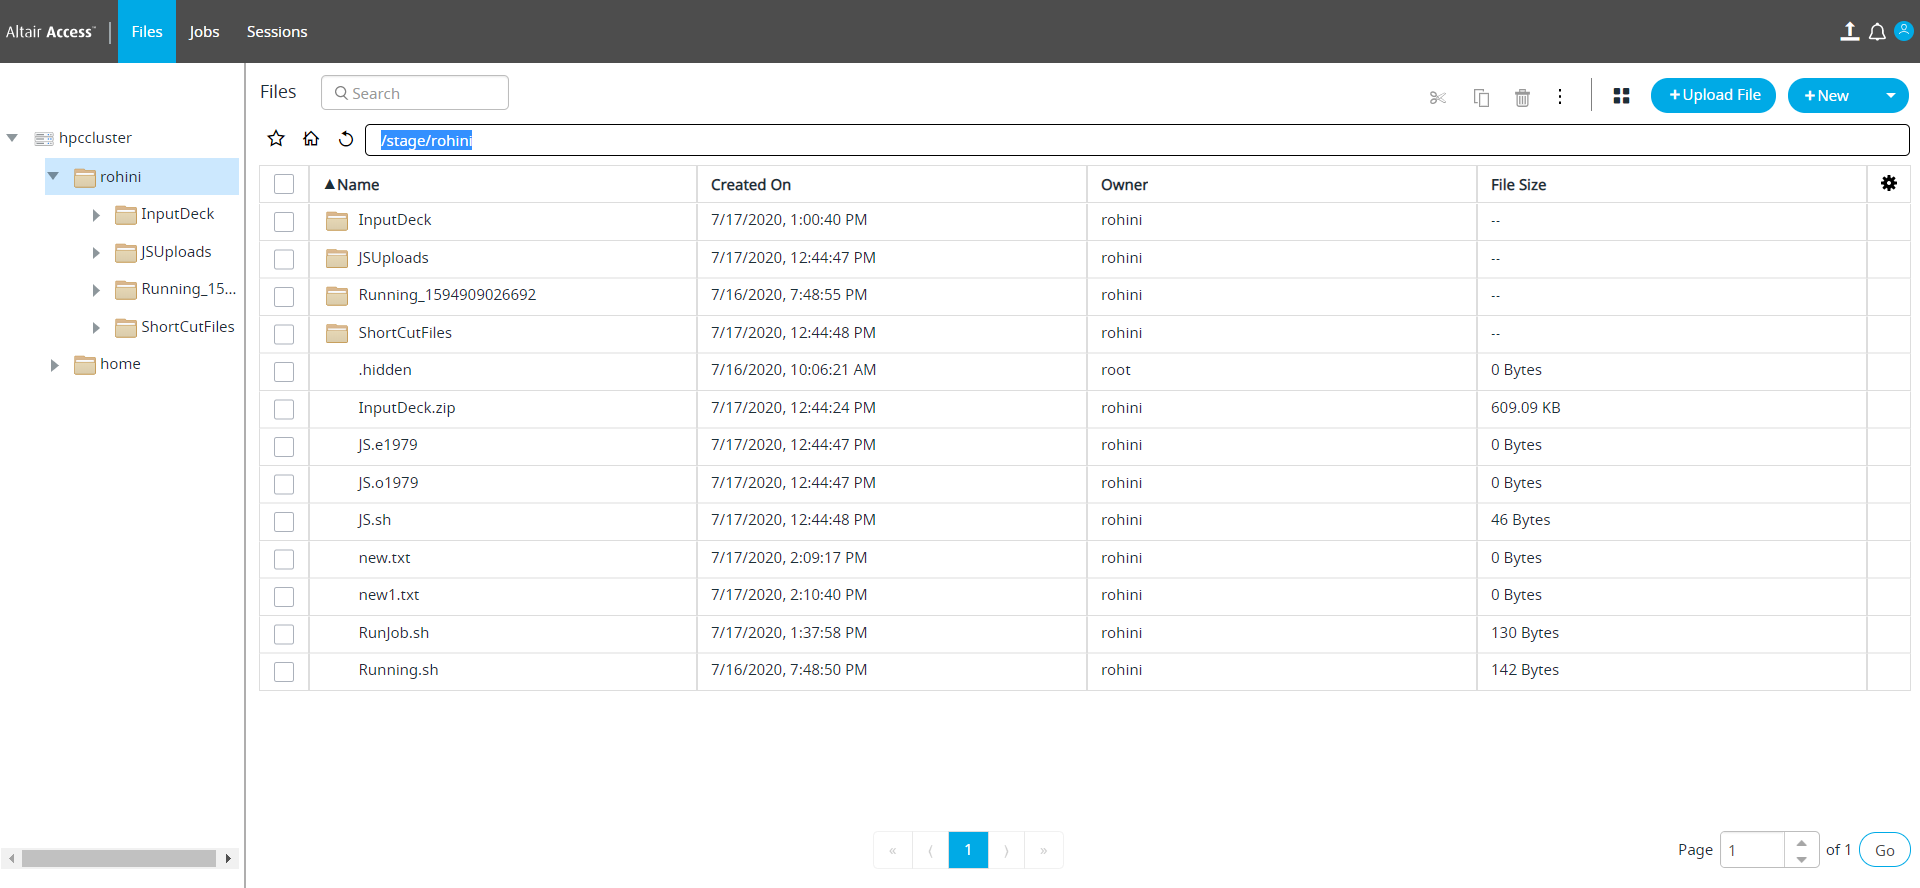 Altair Access™ Files Jobs Sessions
Files Search +Upload File +New
/stage/rohini
hpccluster
rohini
InputDeck
JSUploads
Running_15...
ShortCutFiles
home
▲Name Created On Owner File Size
InputDeck 7/17/2020, 1:00:40 PM rohini --
JSUploads 7/17/2020, 12:44:47 PM rohini --
Running_1594909026692 7/16/2020, 7:48:55 PM rohini --
ShortCutFiles 7/17/2020, 12:44:48 PM rohini --
.hidden 7/16/2020, 10:06:21 AM root 0 Bytes
InputDeck.zip 7/17/2020, 12:44:24 PM rohini 609.09 KB
JS.e1979 7/17/2020, 12:44:47 PM rohini 0 Bytes
JS.o1979 7/17/2020, 12:44:47 PM rohini 0 Bytes
JS.sh 7/17/2020, 12:44:48 PM rohini 46 Bytes
new.txt 7/17/2020, 2:09:17 PM rohini 0 Bytes
new1.txt 7/17/2020, 2:10:40 PM rohini 0 Bytes
RunJob.sh 7/17/2020, 1:37:58 PM rohini 130 Bytes
Running.sh 7/16/2020, 7:48:50 PM rohini 142 Bytes
« ⟨ 1 ⟩ » Page 1 of 1 Go